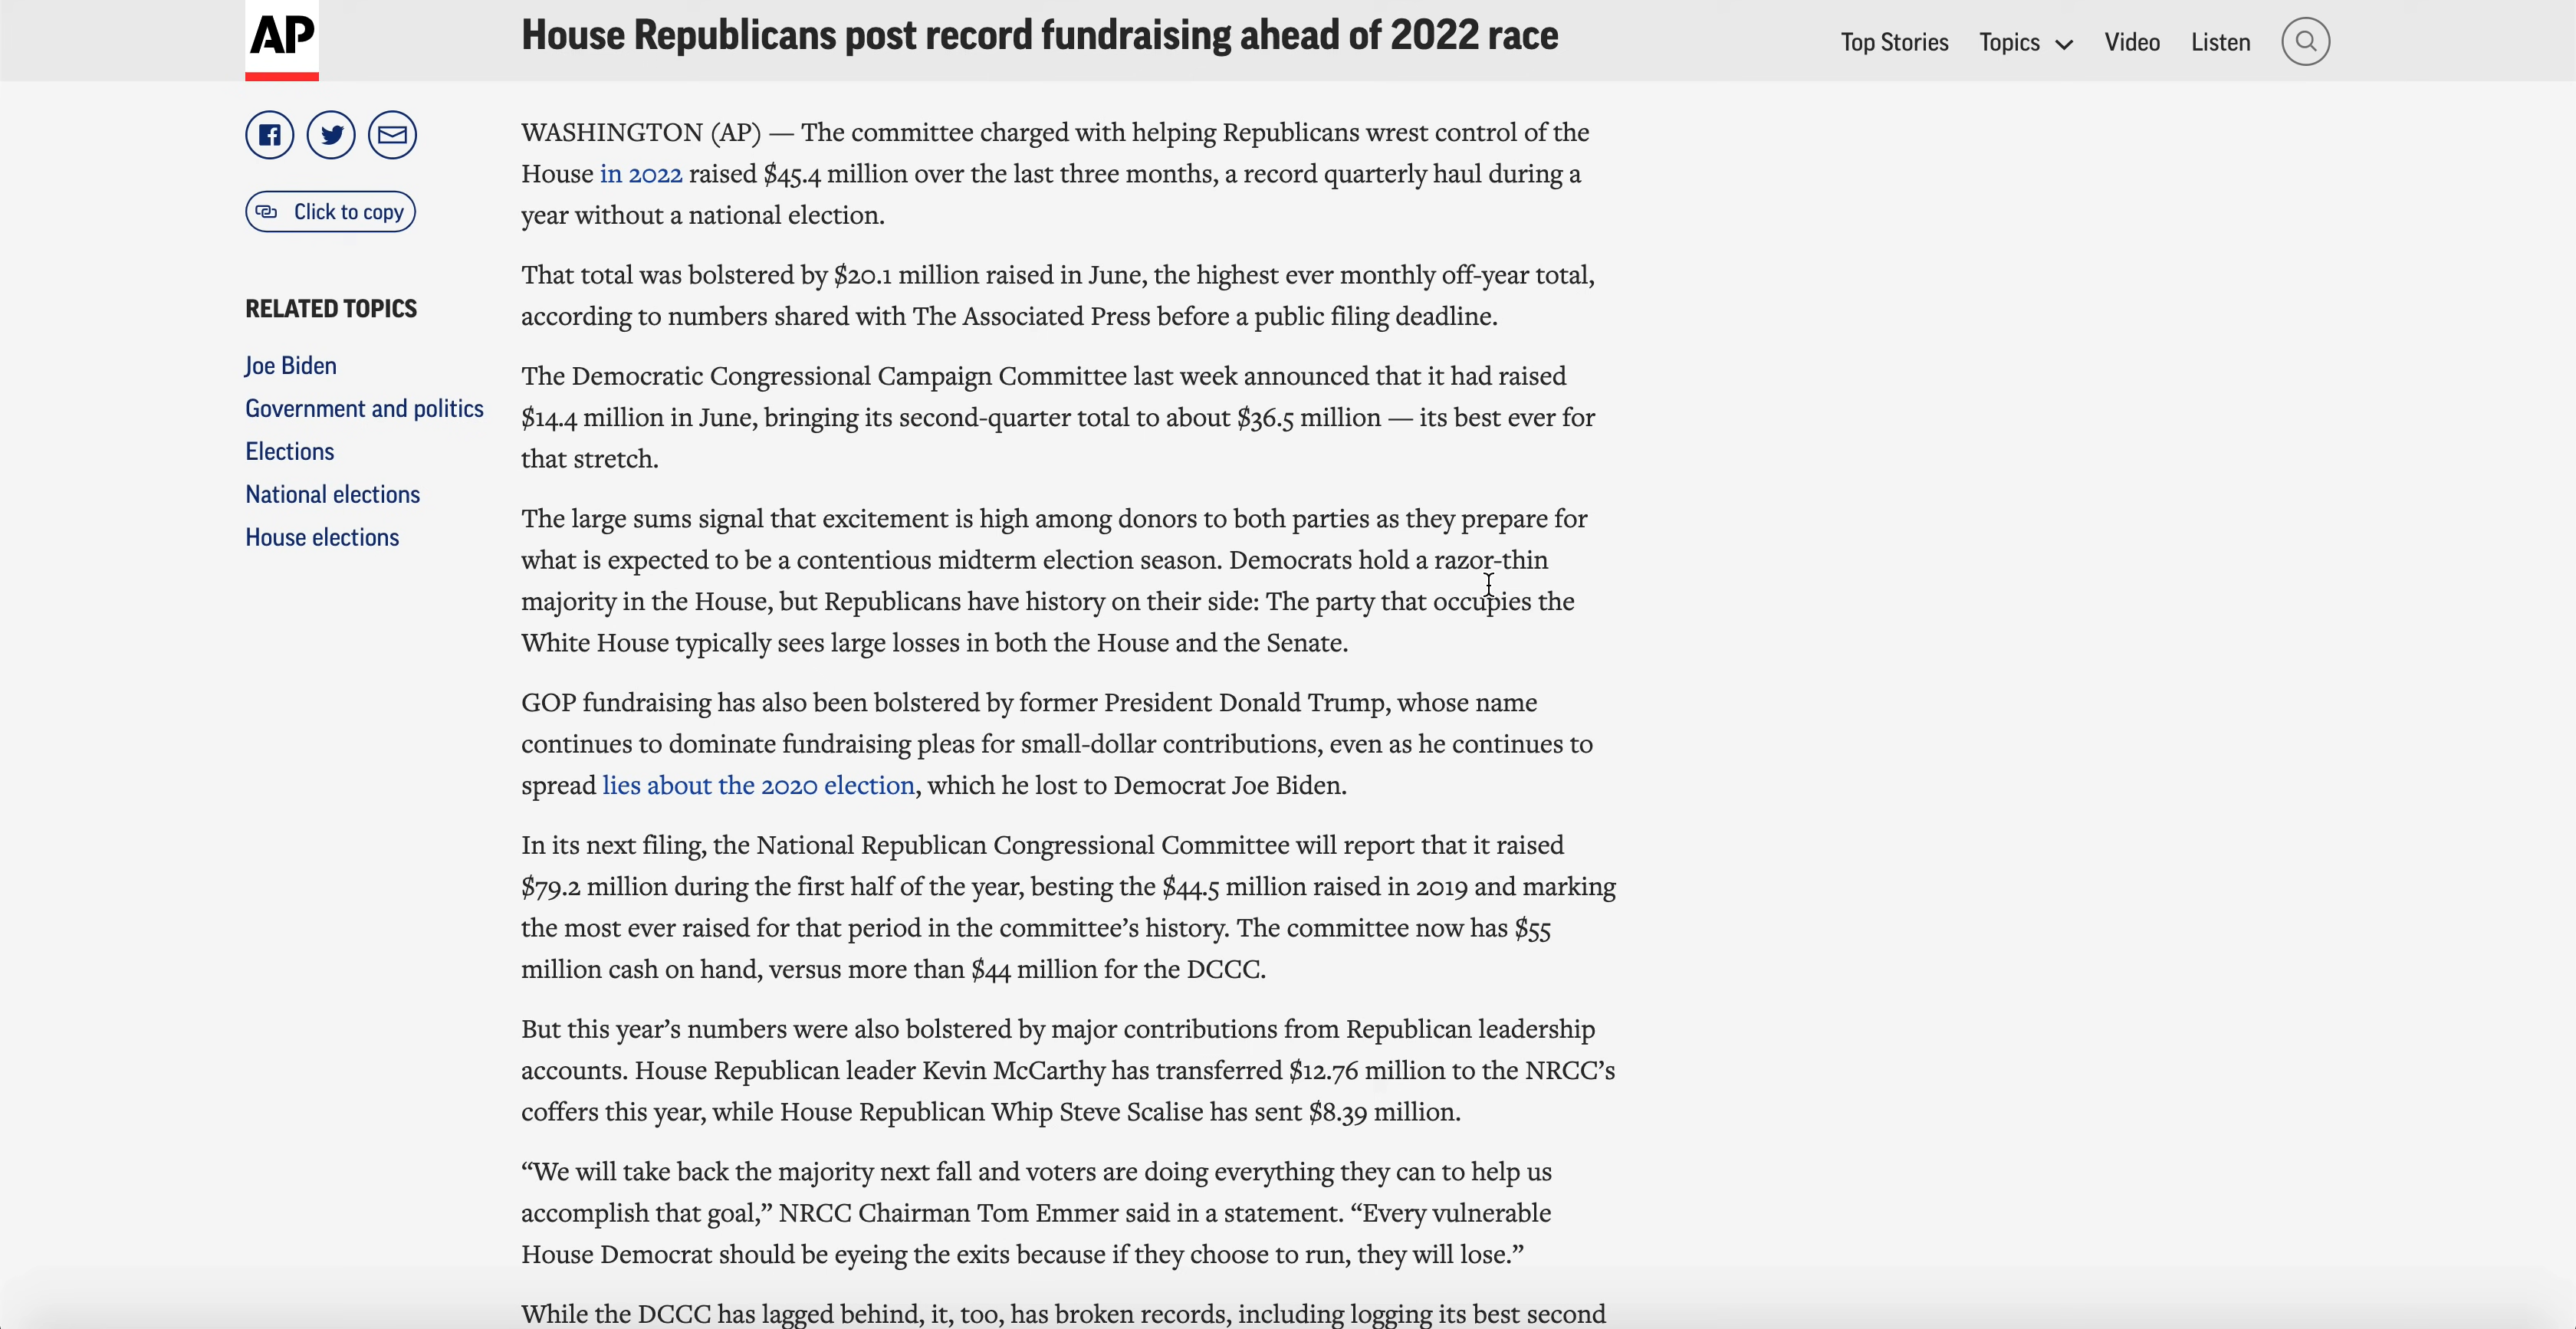 AP
House Republicans post record fundraising ahead of 2022 race
Top Stories
Topics
Video
Listen
Click to copy
RELATED TOPICS
Joe Biden
Government and politics
Elections
National elections
House elections
WASHINGTON (AP) — The committee charged with helping Republicans wrest control of the
House in 2022 raised $45.4 million over the last three months, a record quarterly haul during a
year without a national election.
That total was bolstered by $20.1 million raised in June, the highest ever monthly off-year total,
according to numbers shared with The Associated Press before a public filing deadline.
The Democratic Congressional Campaign Committee last week announced that it had raised
$14.4 million in June, bringing its second-quarter total to about $36.5 million — its best ever for
that stretch.
The large sums signal that excitement is high among donors to both parties as they prepare for
what is expected to be a contentious midterm election season. Democrats hold a razor-thin
majority in the House, but Republicans have history on their side: The party that occupies the
White House typically sees large losses in both the House and the Senate.
GOP fundraising has also been bolstered by former President Donald Trump, whose name
continues to dominate fundraising pleas for small-dollar contributions, even as he continues to
spread lies about the 2020 election, which he lost to Democrat Joe Biden.
In its next filing, the National Republican Congressional Committee will report that it raised
$79.2 million during the first half of the year, besting the $44.5 million raised in 2019 and marking
the most ever raised for that period in the committee’s history. The committee now has $55
million cash on hand, versus more than $44 million for the DCCC.
But this year’s numbers were also bolstered by major contributions from Republican leadership
accounts. House Republican leader Kevin McCarthy has transferred $12.76 million to the NRCC’s
coffers this year, while House Republican Whip Steve Scalise has sent $8.39 million.
“We will take back the majority next fall and voters are doing everything they can to help us
accomplish that goal,” NRCC Chairman Tom Emmer said in a statement. “Every vulnerable
House Democrat should be eyeing the exits because if they choose to run, they will lose.”
While the DCCC has lagged behind, it, too, has broken records, including logging its best second